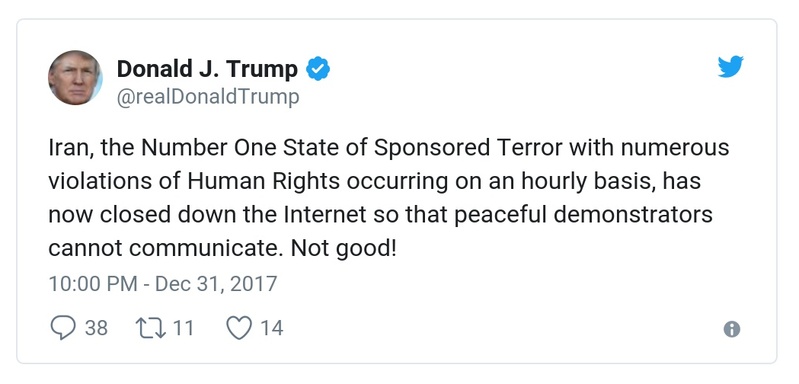 Donald J. Trump
@realDonaldTrump
Iran, the Number One State of Sponsored Terror with numerous
violations of Human Rights occurring on an hourly basis, has
now closed down the Internet so that peaceful demonstrators
cannot communicate. Not good!
10:00 PM - Dec 31, 2017
38 11 14